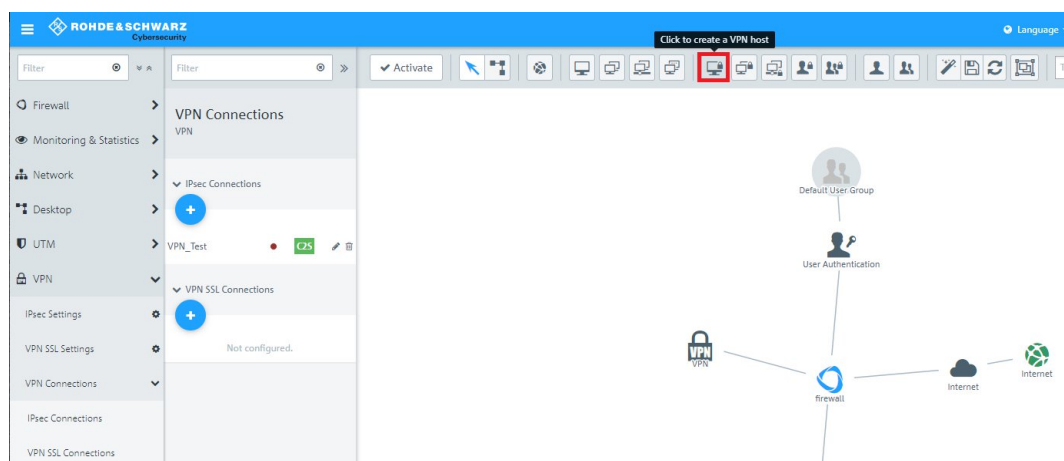 ROHDE & SCHWARZ
Cybersecurity
Click to create a VPN host
Language
Filter
Filter
Activate
Firewall
Monitoring & Statistics
Network
Desktop
UTM
VPN
IPsec Settings
VPN SSL Settings
VPN Connections
IPsec Connections
VPN SSL Connections
VPN Connections
VPN
IPsec Connections
VPN_Test
C2S
VPN SSL Connections
Not configured.
Default User Group
User Authentication
VPN
VPN
firewall
Internet
Internet